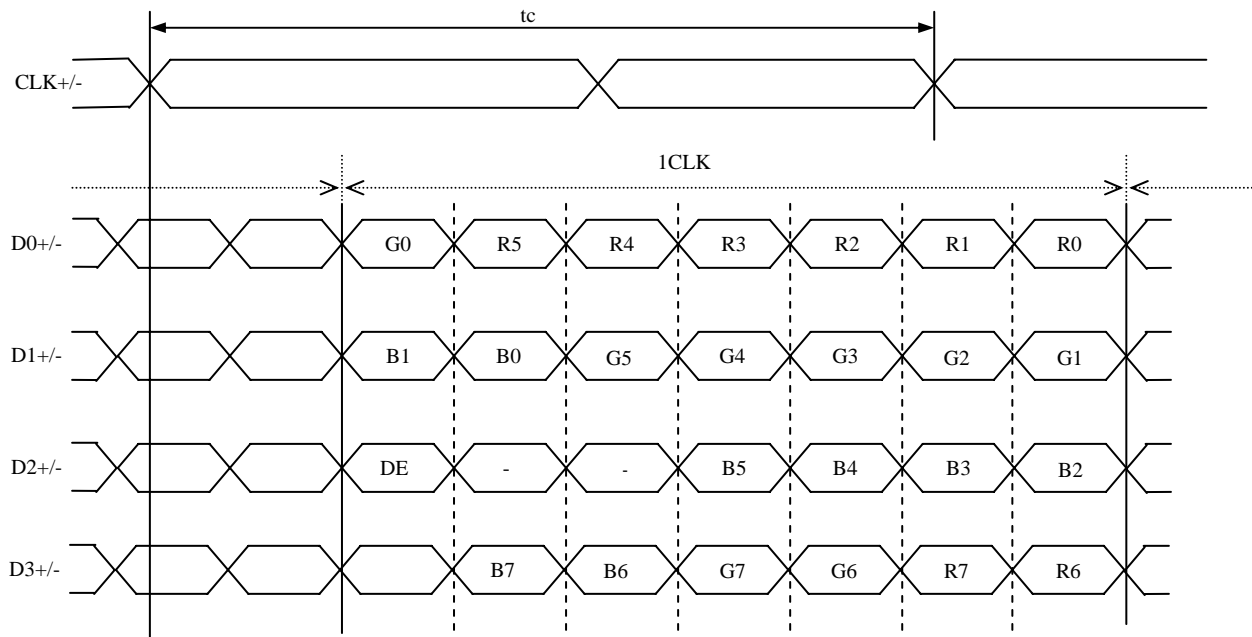 tc
CLK+/-
1CLK
D0+/- G0 R5 R4 R3 R2 R1 R0
D1+/- B1 B0 G5 G4 G3 G2 G1
D2+/- DE - - B5 B4 B3 B2
D3+/- B7 B6 G7 G6 R7 R6